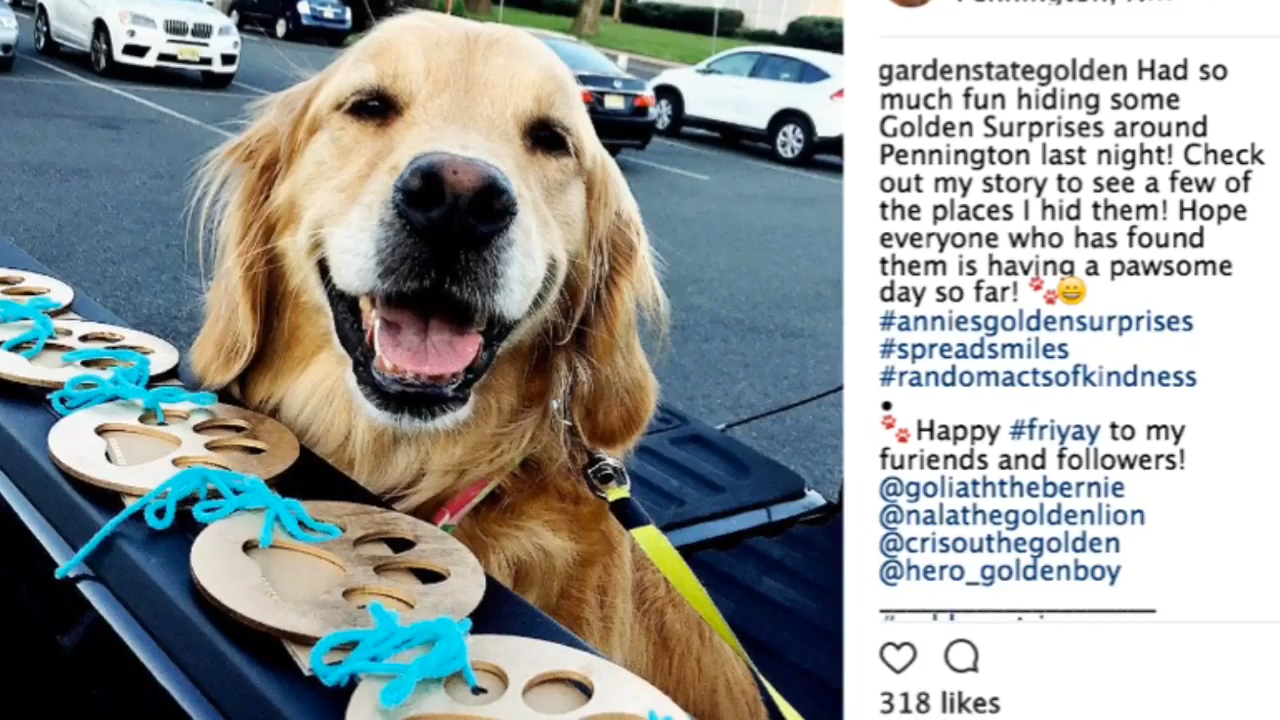 gardenstategolden Had so
much fun hiding some
Golden Surprises around
Pennington last night! Check
out my story to see a few of
the places I hid them! Hope
everyone who has found
them is having a pawsome
day so far! 🐾😀
#anniesgoldensurprises
#spreadsmiles
#randomactsofkindness
•
🐾Happy #friyay to my
furiends and followers!
@goliaththebernie
@nalathegoldenlion
@crisouthegolden
@hero_goldenboy
318 likes